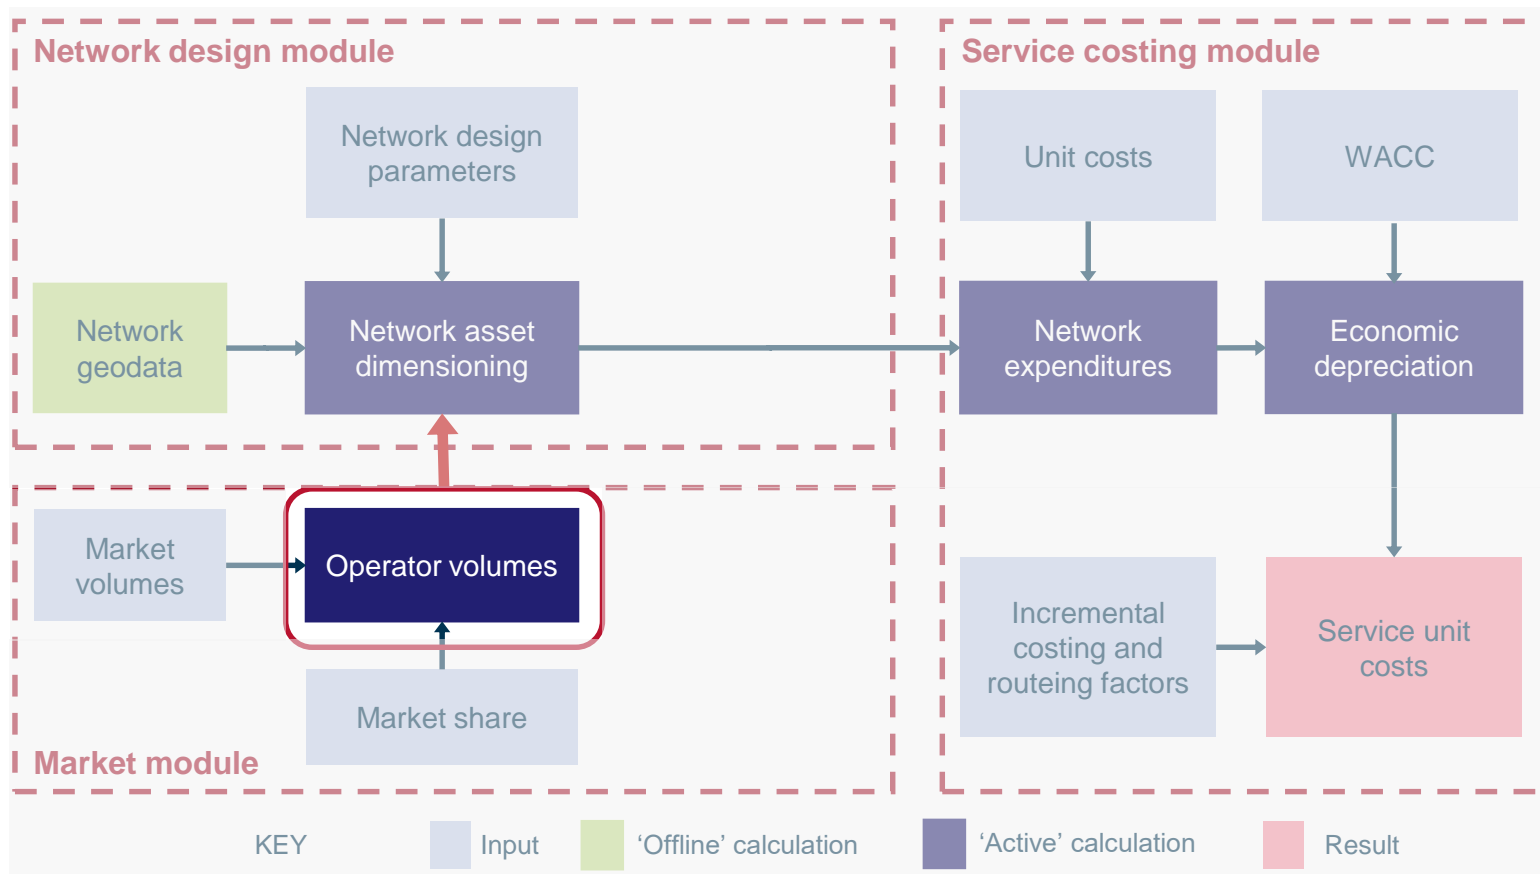 Network design module
Network design
parameters
Network
geodata
Network asset
dimensioning
Market
volumes
Operator volumes
Market share
Market module
Service costing module
Unit costs
WACC
Network
expenditures
Economic
depreciation
Incremental
costing and
routeing factors
Service unit
costs
KEY
Input
‘Offline’ calculation
‘Active’ calculation
Result